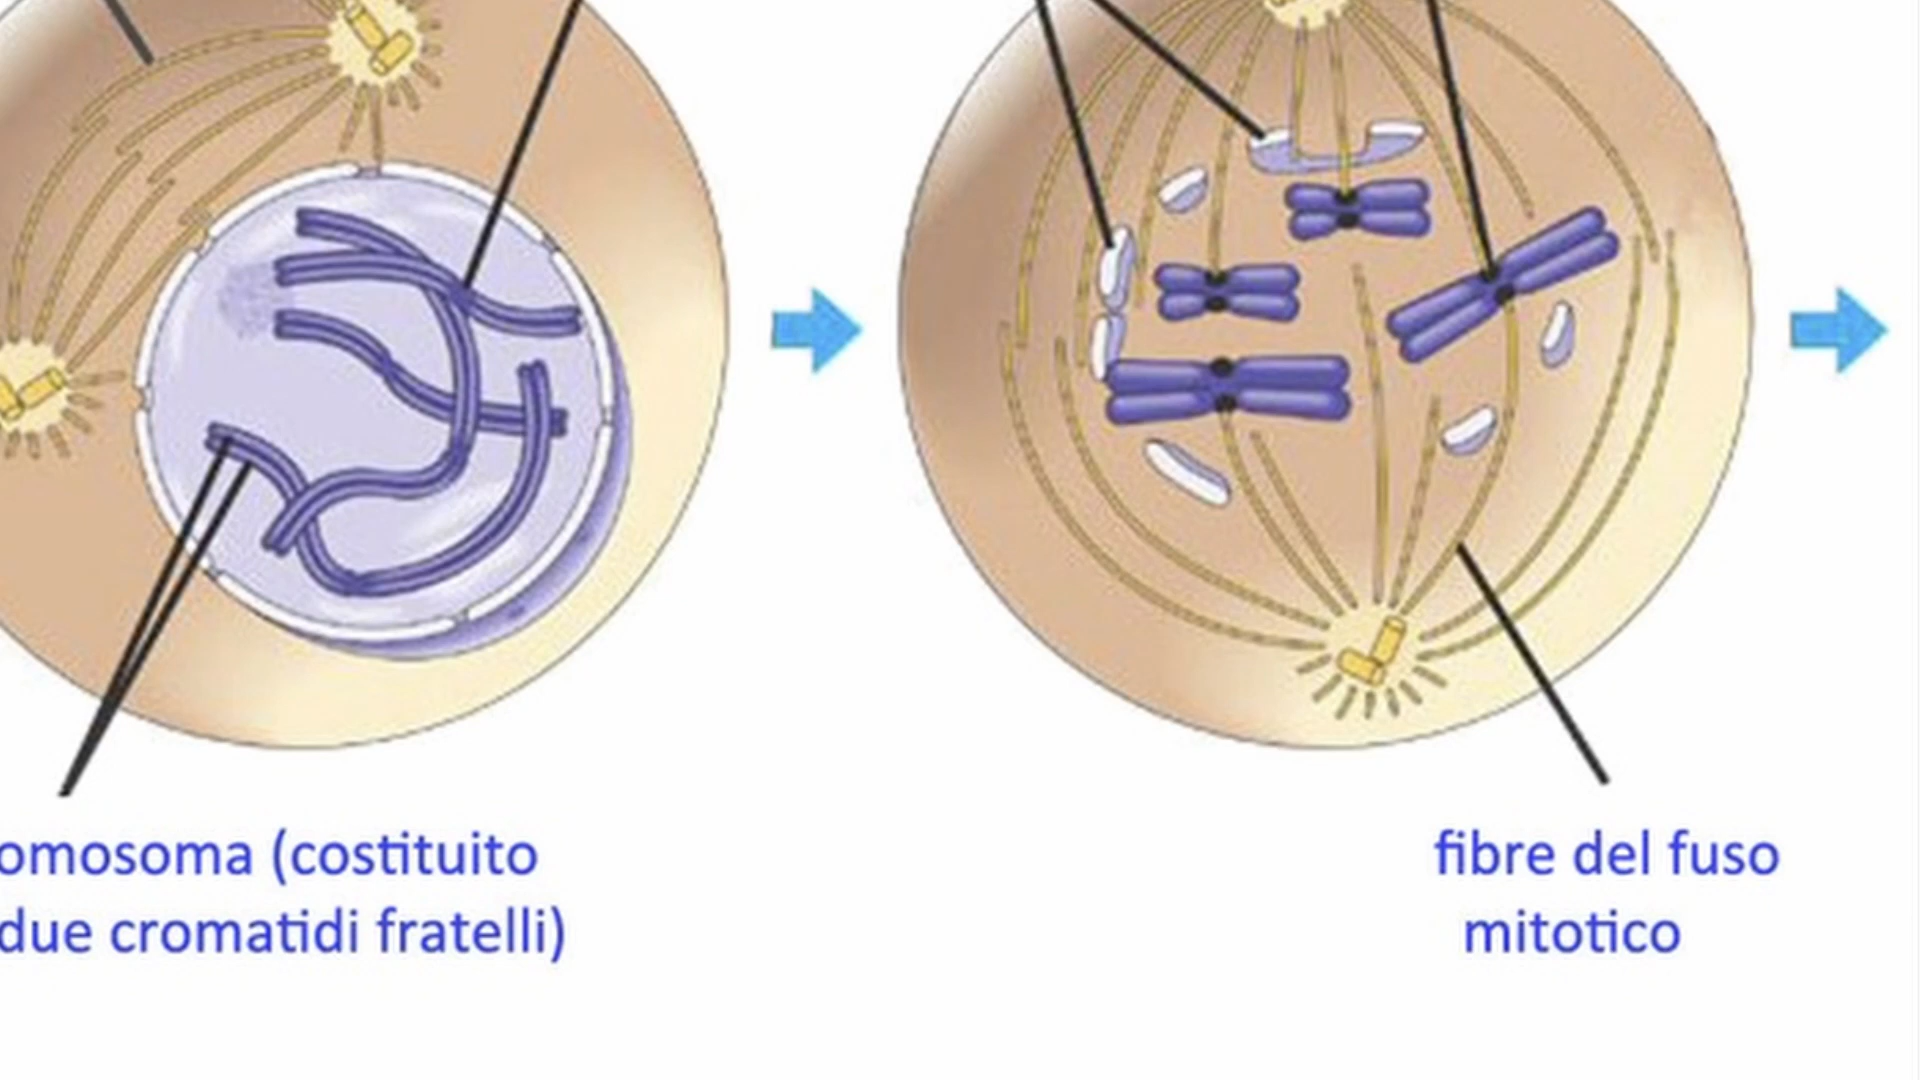 omosoma (costituito
due cromatidi fratelli)
fibre del fuso
mitotico